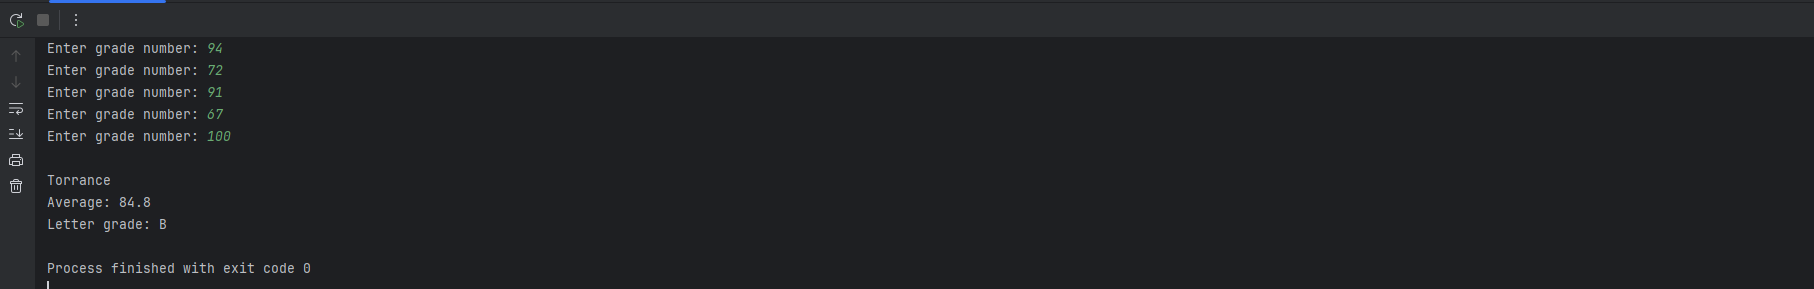 Enter grade number: 94
Enter grade number: 72
Enter grade number: 91
Enter grade number: 67
Enter grade number: 100
Torrance
Average: 84.8
Letter grade: B
Process finished with exit code 0